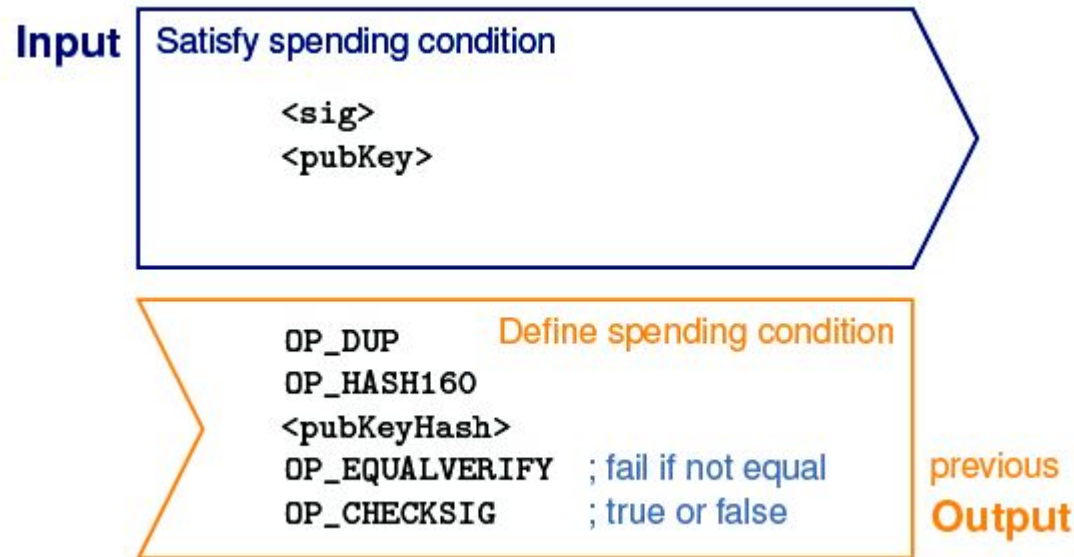 Input
Satisfy spending condition
<sig>
<pubKey>
Define spending condition
OP_DUP
OP_HASH160
<pubKeyHash>
OP_EQUALVERIFY ; fail if not equal
OP_CHECKSIG ; true or false
previous
Output